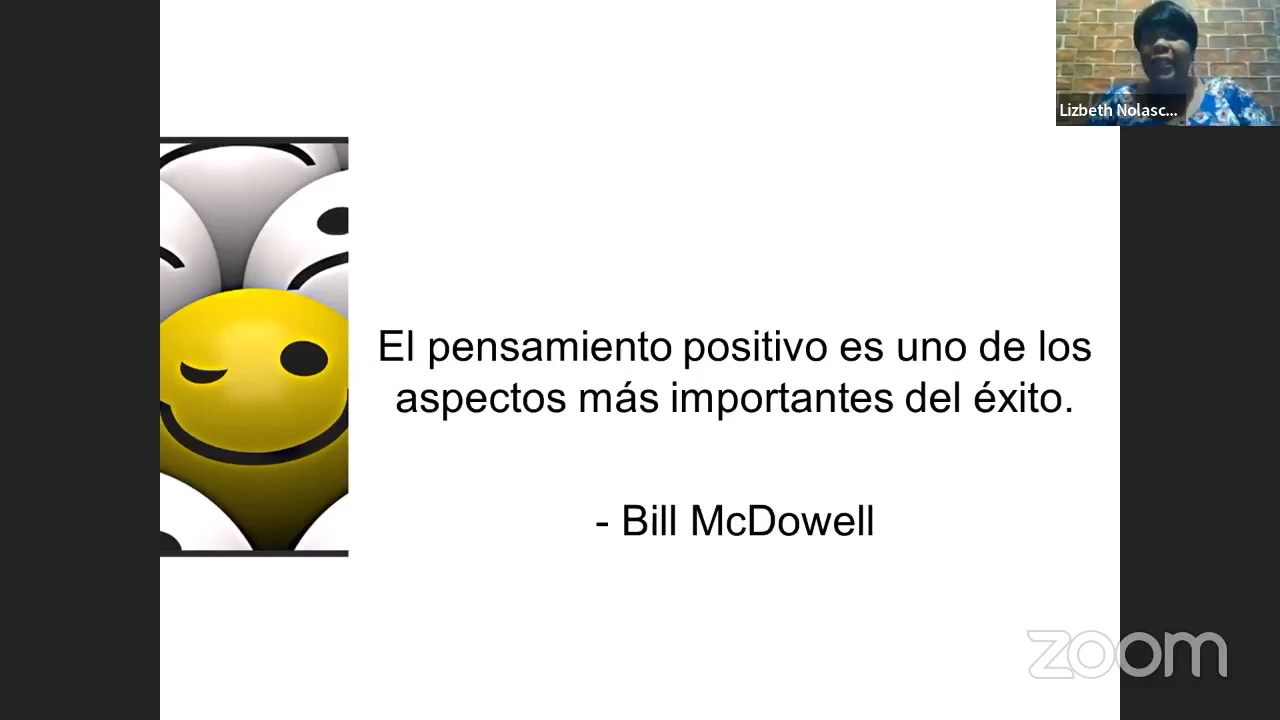 Lizbeth Nolasc...
El pensamiento positivo es uno de los
aspectos más importantes del éxito.
- Bill McDowell
zoom